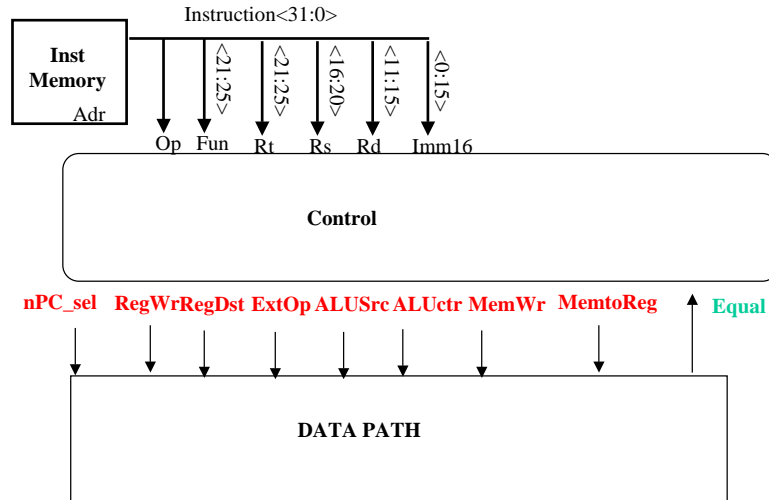 Instruction<31:0>
Inst
Memory
Adr
<21:25>
<21:25>
<16:20>
<11:15>
<0:15>
Op Fun Rt Rs Rd Imm16
Control
nPC_sel RegWr RegDst ExtOp ALUSrc ALUctr MemWr MemtoReg Equal
DATA PATH